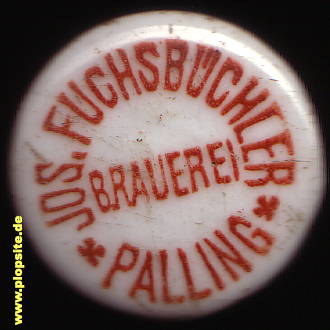 JOS. FUCHSBÜCHLER
BRAUEREI
* PALLING *
www.plopsite.de